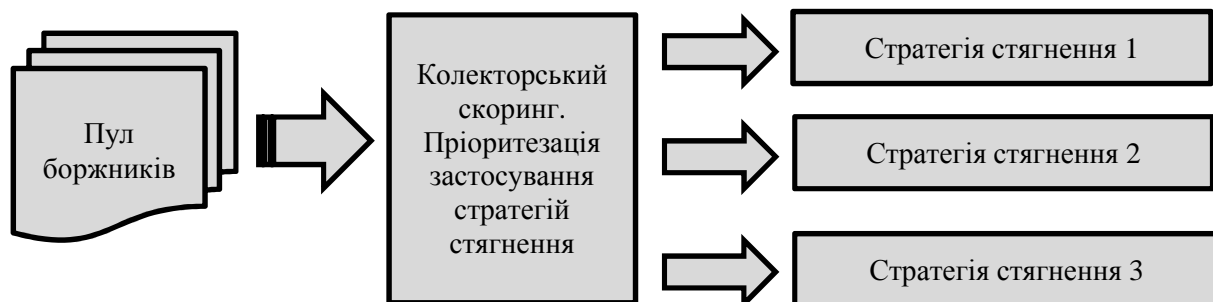 Пул
боржників
Колекторський
скоринг.
Пріоритезація
застосування
стратегій
стягнення
Стратегія стягнення 1
Стратегія стягнення 2
Стратегія стягнення 3